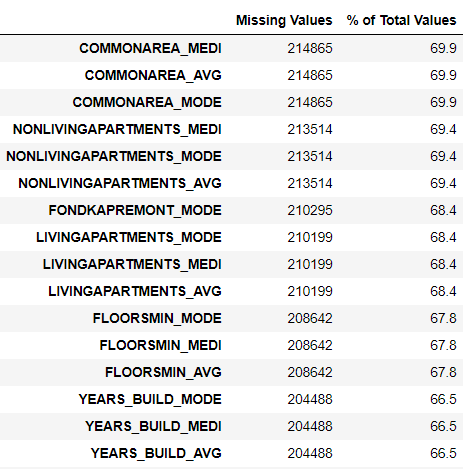 Missing Values % of Total Values
COMMONAREA_MEDI 214865 69.9
COMMONAREA_AVG 214865 69.9
COMMONAREA_MODE 214865 69.9
NONLIVINGAPARTMENTS_MEDI 213514 69.4
NONLIVINGAPARTMENTS_MODE 213514 69.4
NONLIVINGAPARTMENTS_AVG 213514 69.4
FONDKAPREMONT_MODE 210295 68.4
LIVINGAPARTMENTS_MODE 210199 68.4
LIVINGAPARTMENTS_MEDI 210199 68.4
LIVINGAPARTMENTS_AVG 210199 68.4
FLOORSMIN_MODE 208642 67.8
FLOORSMIN_MEDI 208642 67.8
FLOORSMIN_AVG 208642 67.8
YEARS_BUILD_MODE 204488 66.5
YEARS_BUILD_MEDI 204488 66.5
YEARS_BUILD_AVG 204488 66.5